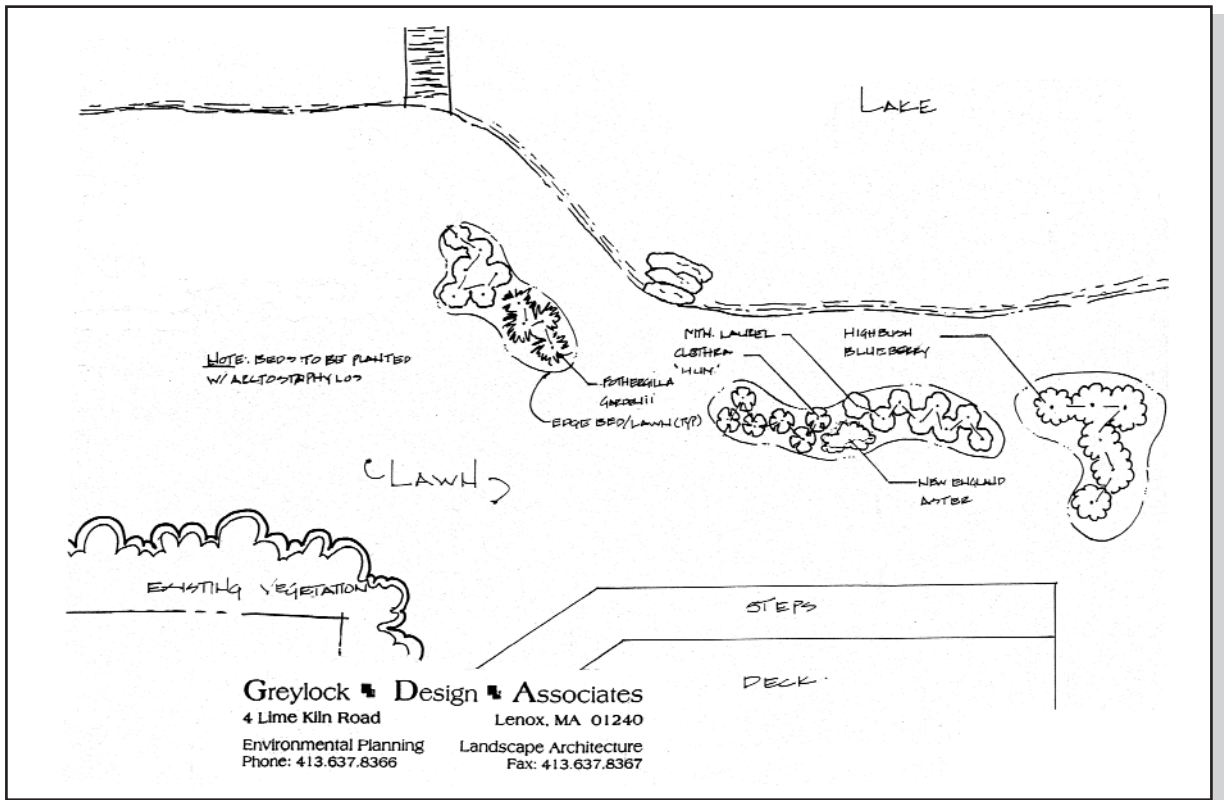 LAKE
MTN. LAUREL
CLETHRA
'HUM.'
HIGHBUSH
BLUEBERRY
NOTE: BEDS TO BE PLANTED
W/ ARCTOSTAPHYLOS
FOTHERGILLA
GARDENII
EDGE BED/LAWN (TYP)
LAWN
NEW ENGLAND
ASTER
EXISTING VEGETATION
STEPS
DECK.
Greylock Design Associates
4 Lime Kiln Road Lenox, MA 01240
Environmental Planning Landscape Architecture
Phone: 413.637.8366 Fax: 413.637.8367